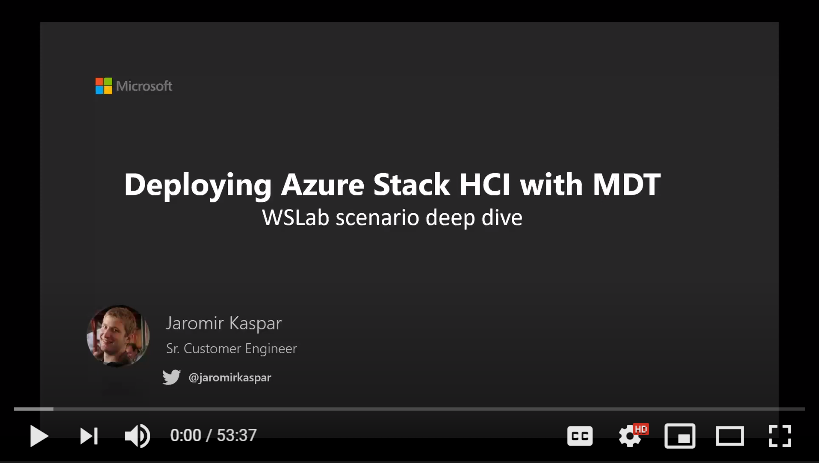 Microsoft
Deploying Azure Stack HCI with MDT
WSLab scenario deep dive
Jaromir Kaspar
Sr. Customer Engineer
@jaromirkaspar
0:00 / 53:37
CC
HD